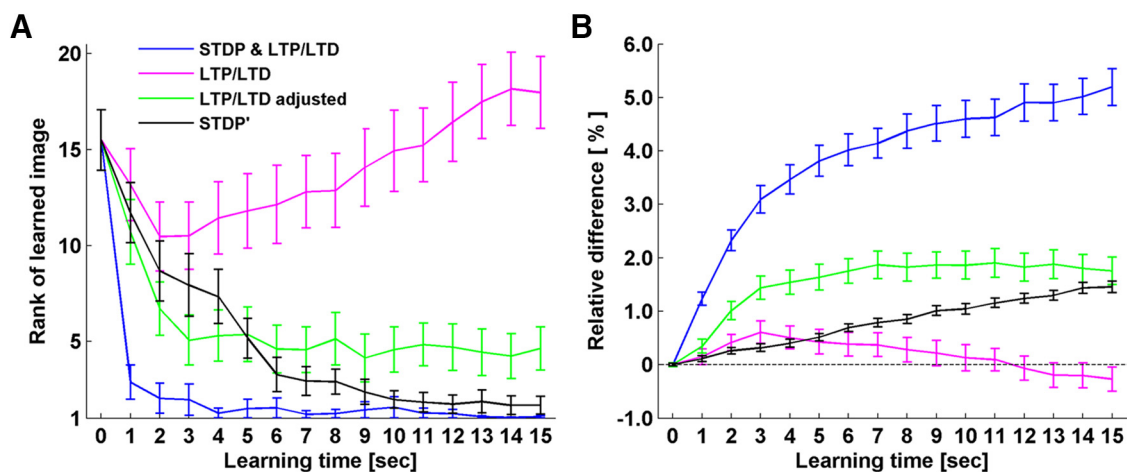 A
20
15
10
5
1
Rank of learned image
STDP & LTP/LTD
LTP/LTD
LTP/LTD adjusted
STDP'
0 1 2 3 4 5 6 7 8 9 10 11 12 13 14 15
Learning time [sec]
B
6.0
5.0
4.0
3.0
2.0
1.0
0
-1.0
Relative difference [ % ]
0 1 2 3 4 5 6 7 8 9 10 11 12 13 14 15
Learning time [sec]